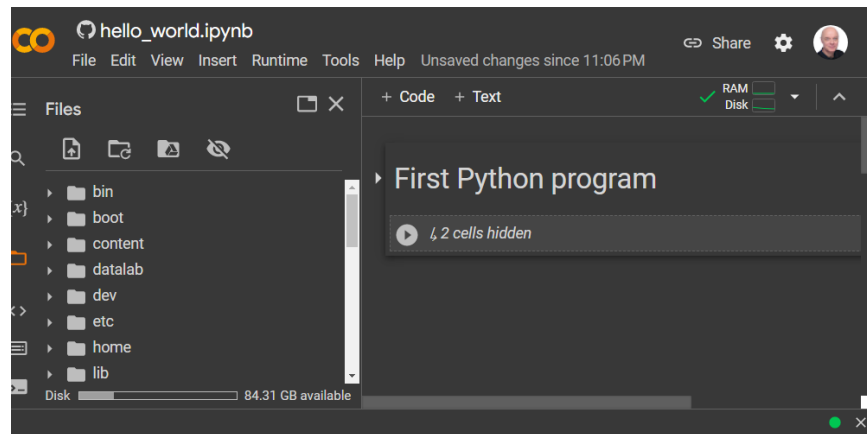 hello_world.ipynb
File Edit View Insert Runtime Tools Help Unsaved changes since 11:06 PM
Share
Files
+ Code + Text
RAM
Disk
{x}
bin
boot
content
datalab
dev
etc
home
lib
Disk 84.31 GB available
First Python program
2 cells hidden